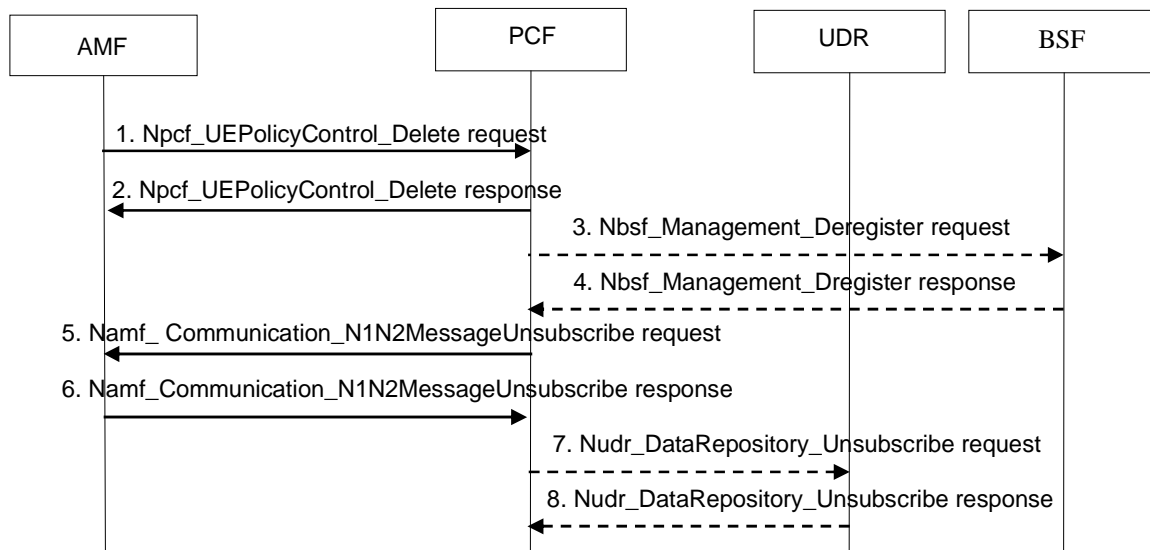 AMF
PCF
UDR
BSF
1. Npcf_UEPolicyControl_Delete request
2. Npcf_UEPolicyControl_Delete response
3. Nbsf_Management_Deregister request
4. Nbsf_Management_Dregister response
5. Namf_ Communication_N1N2MessageUnsubscribe request
6. Namf_Communication_N1N2MessageUnsubscribe response
7. Nudr_DataRepository_Unsubscribe request
8. Nudr_DataRepository_Unsubscribe response